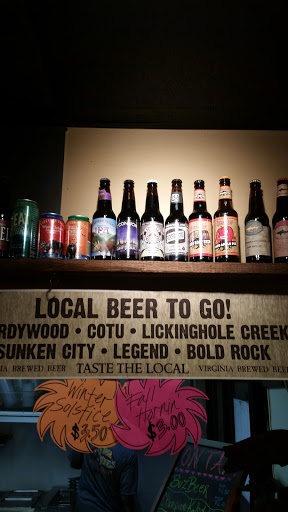 LOCAL BEER TO GO!
RDYWOOD • COTU • LICKINGHOLE CREEK
SUNKEN CITY • LEGEND • BOLD ROCK
IA BREWED BEER TASTE THE LOCAL VIRGINIA BREWED BEER
Winter Solstice
$3.50
Fall Hornin'
$3.00